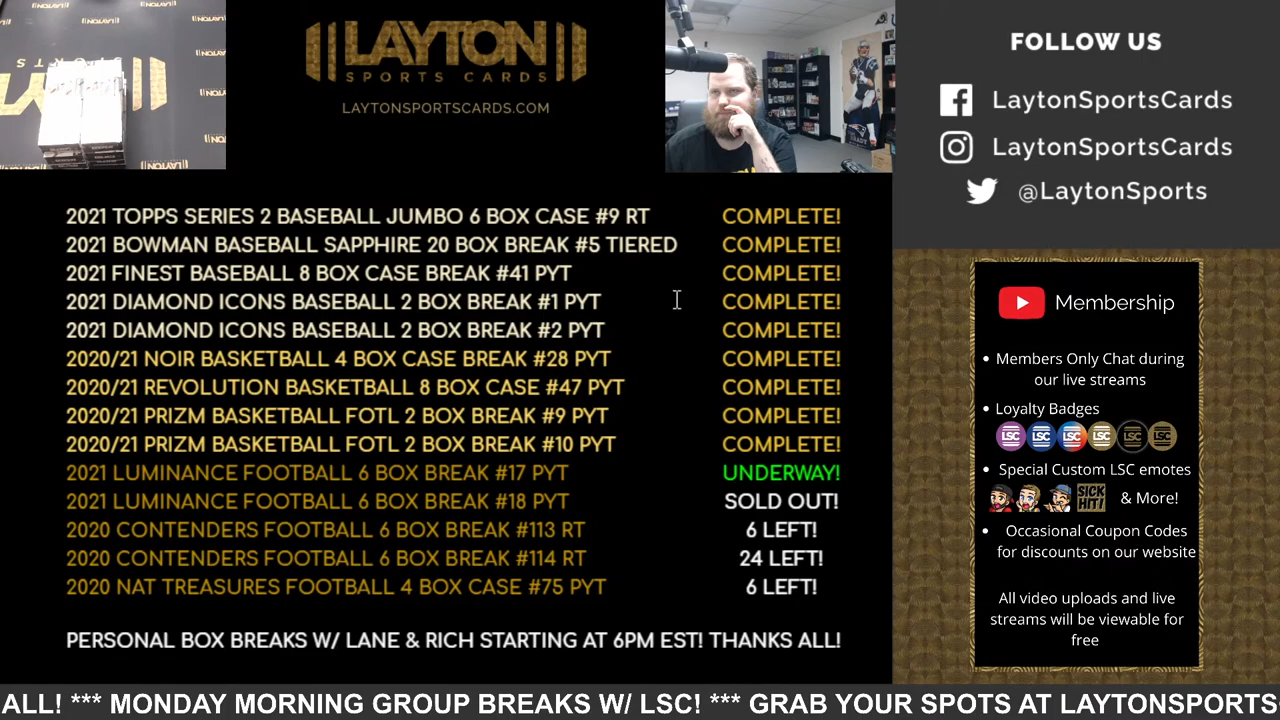 LAYTON
SPORTS CARDS
LAYTONSPORTSCARDS.COM
FOLLOW US
LaytonSportsCards
LaytonSportsCards
@LaytonSports
2021 TOPPS SERIES 2 BASEBALL JUMBO 6 BOX CASE #9 RT COMPLETE!
2021 BOWMAN BASEBALL SAPPHIRE 20 BOX BREAK #5 TIERED COMPLETE!
2021 FINEST BASEBALL 8 BOX CASE BREAK #41 PYT COMPLETE!
2021 DIAMOND ICONS BASEBALL 2 BOX BREAK #1 PYT COMPLETE!
2021 DIAMOND ICONS BASEBALL 2 BOX BREAK #2 PYT COMPLETE!
2020/21 NOIR BASKETBALL 4 BOX CASE BREAK #28 PYT COMPLETE!
2020/21 REVOLUTION BASKETBALL 8 BOX CASE #47 PYT COMPLETE!
2020/21 PRIZM BASKETBALL FOTL 2 BOX BREAK #9 PYT COMPLETE!
2020/21 PRIZM BASKETBALL FOTL 2 BOX BREAK #10 PYT COMPLETE!
2021 LUMINANCE FOOTBALL 6 BOX BREAK #17 PYT UNDERWAY!
2021 LUMINANCE FOOTBALL 6 BOX BREAK #18 PYT SOLD OUT!
2020 CONTENDERS FOOTBALL 6 BOX BREAK #113 RT 6 LEFT!
2020 CONTENDERS FOOTBALL 6 BOX BREAK #114 RT 24 LEFT!
2020 NAT TREASURES FOOTBALL 4 BOX CASE #75 PYT 6 LEFT!
PERSONAL BOX BREAKS W/ LANE & RICH STARTING AT 6PM EST! THANKS ALL!
Membership
Members Only Chat during
our live streams
Loyalty Badges
LSC LSC LSC LSC LSC LSC
Special Custom LSC emotes
SICK HIT! & More!
Occasional Coupon Codes
for discounts on our website
All video uploads and live
streams will be viewable for
free
ALL! *** MONDAY MORNING GROUP BREAKS W/ LSC! *** GRAB YOUR SPOTS AT LAYTONSPORTS